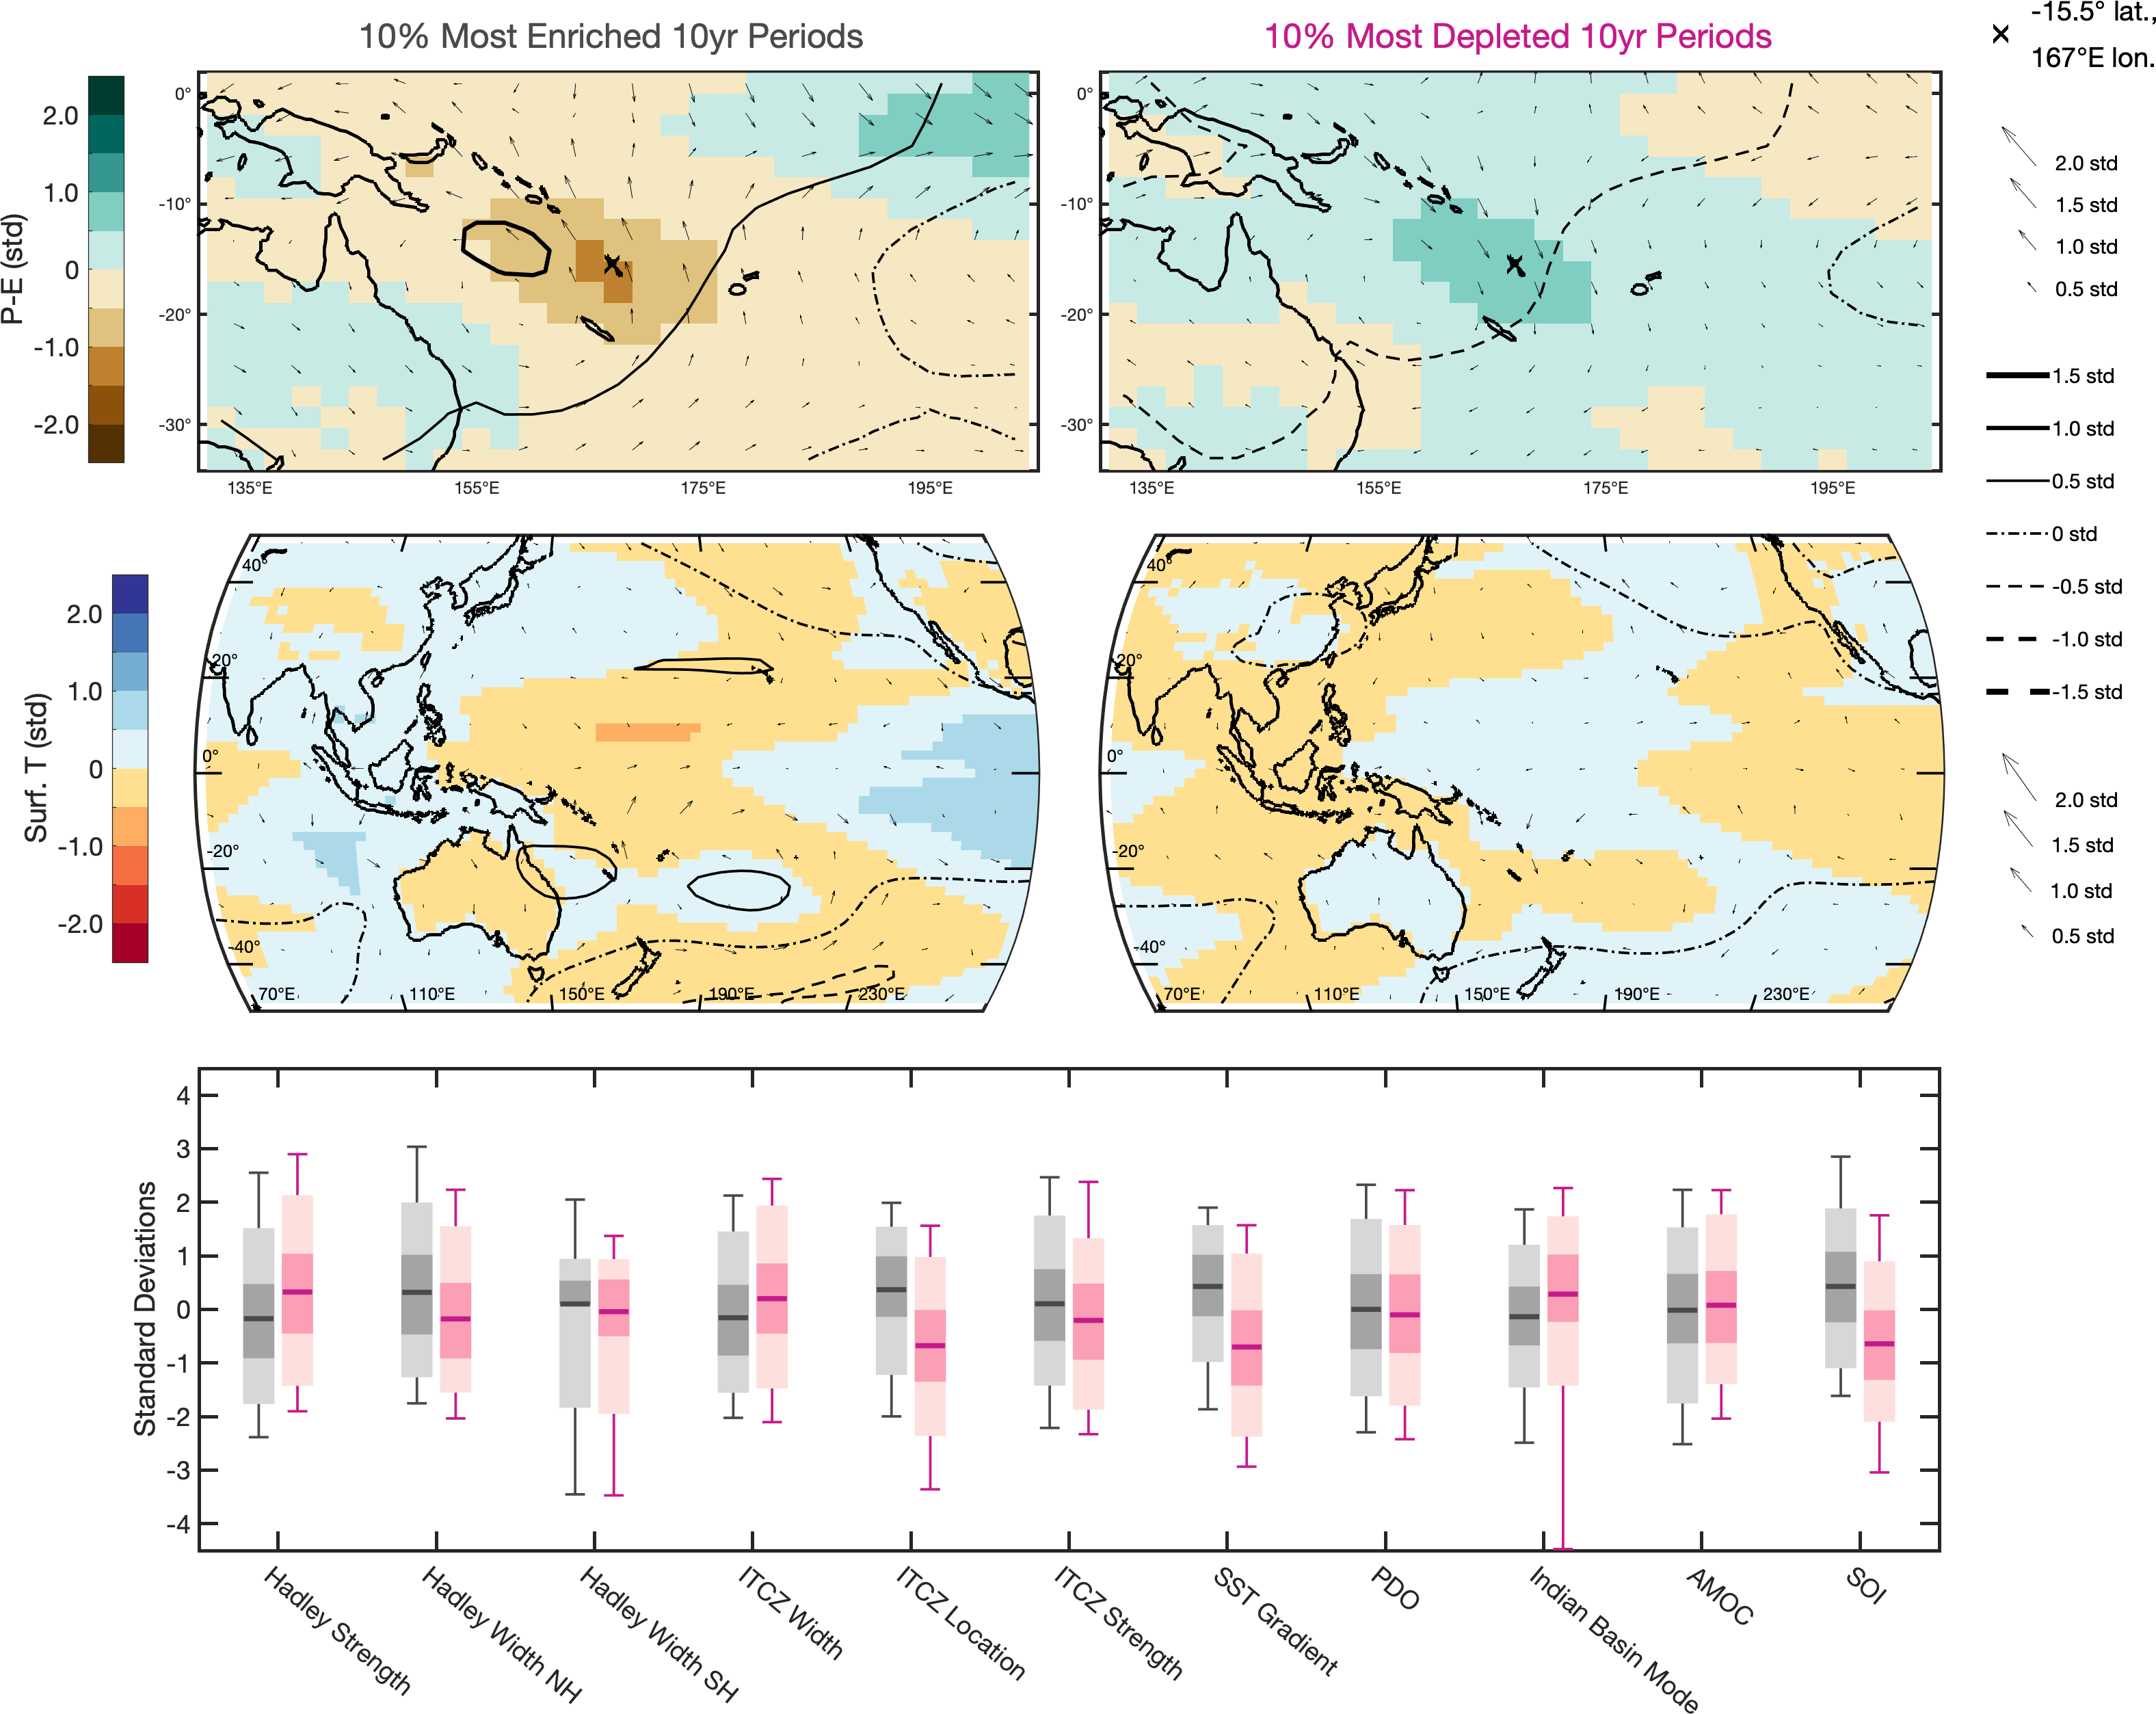 10% Most Enriched 10yr Periods
10% Most Depleted 10yr Periods
-15.5° lat.,
167°E lon.
P-E (std)
2.0
1.0
0
-1.0
-2.0
0°
-10°
-20°
-30°
135°E
155°E
175°E
195°E
0°
-10°
-20°
-30°
135°E
155°E
175°E
195°E
2.0 std
1.5 std
1.0 std
0.5 std
1.5 std
1.0 std
0.5 std
0 std
-0.5 std
-1.0 std
-1.5 std
Surf. T (std)
2.0
1.0
0
-1.0
-2.0
40°
20°
0°
-20°
-40°
70°E
110°E
150°E
190°E
230°E
40°
20°
0°
-20°
-40°
70°E
110°E
150°E
190°E
230°E
2.0 std
1.5 std
1.0 std
0.5 std
Standard Deviations
4
3
2
1
0
-1
-2
-3
-4
Hadley Strength
Hadley Width NH
Hadley Width SH
ITCZ Width
ITCZ Location
ITCZ Strength
SST Gradient
PDO
Indian Basin Mode
AMOC
SOI